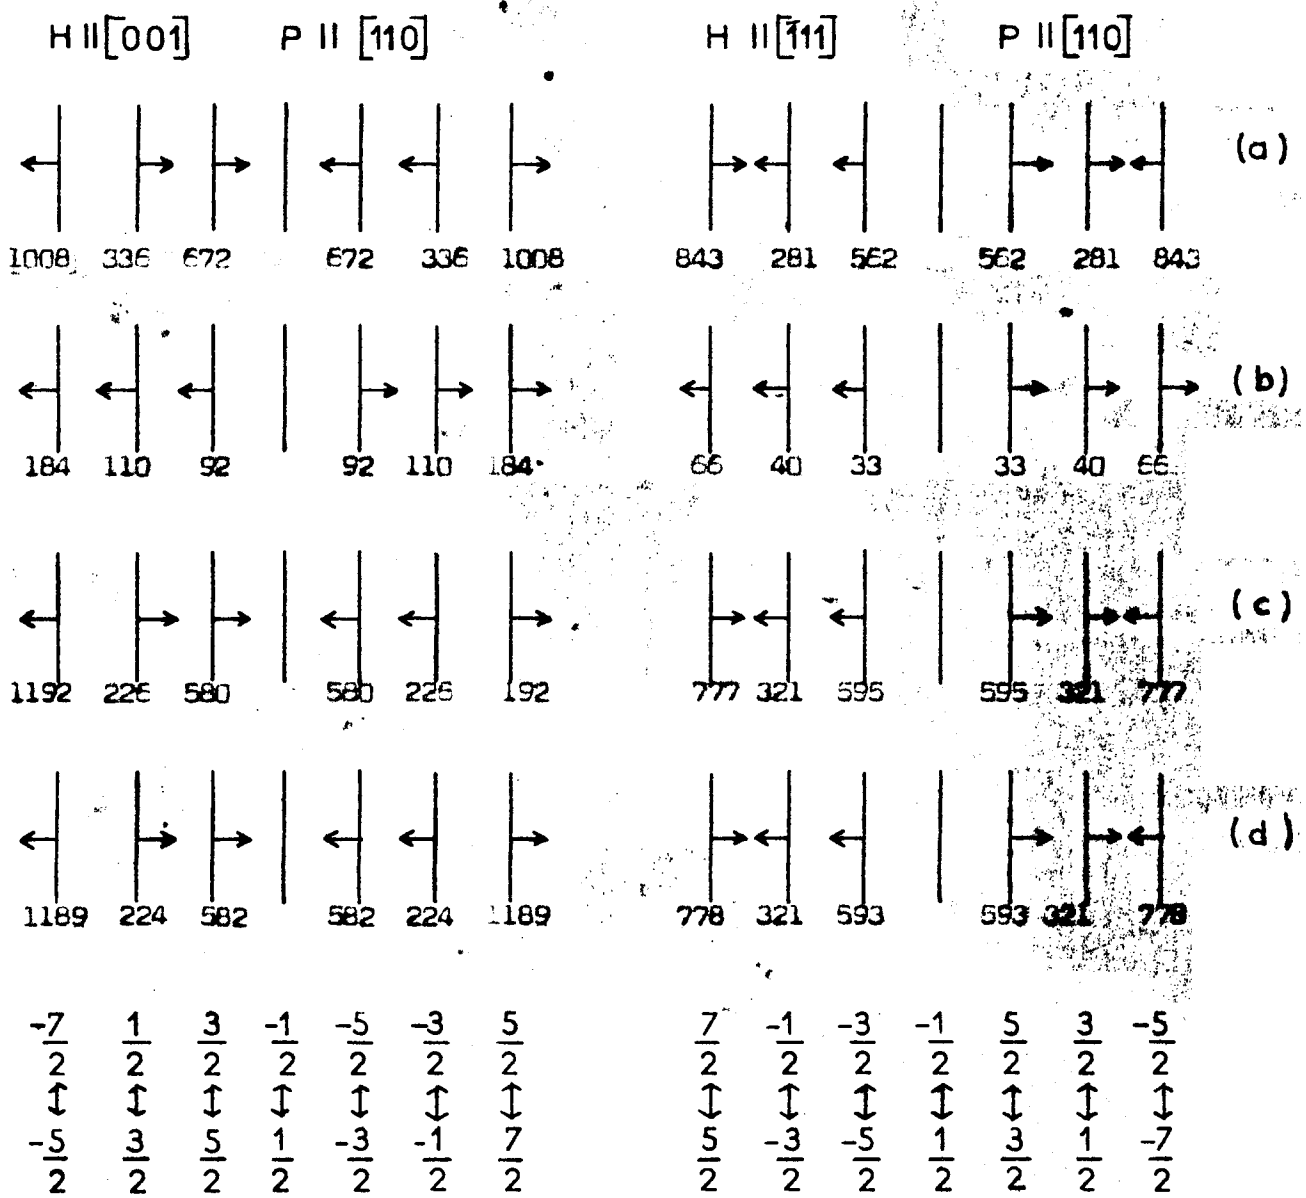 H II [001] P II [110] H II [1̄11] P II [110]
(a)
1008 336 672 672 336 1008 843 281 562 562 281 843
(b)
184 110 92 92 110 184 66 40 33 33 40 66
(c)
1192 226 580 580 226 192 777 321 595 595 321 777
(d)
1189 224 582 582 224 1189 778 321 593 593 321 778
-7/2 1/2 3/2 -1/2 -5/2 -3/2 5/2 7/2 -1/2 -3/2 -1/2 5/2 3/2 -5/2
↕ ↕ ↕ ↕ ↕ ↕ ↕ ↕ ↕ ↕ ↕ ↕ ↕ ↕
-5/2 3/2 5/2 1/2 -3/2 -1/2 7/2 5/2 -3/2 -5/2 1/2 3/2 1/2 -7/2